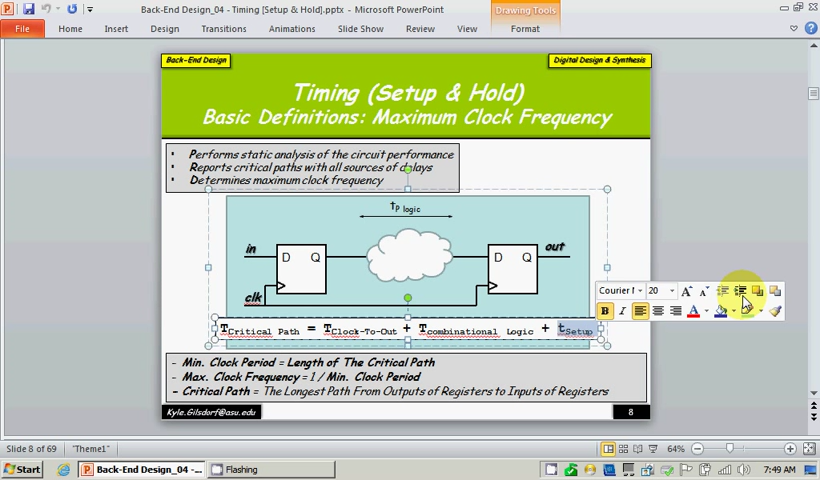 Back-End Design_04 - Timing [Setup & Hold].pptx - Microsoft PowerPoint
Drawing Tools
File Home Insert Design Transitions Animations Slide Show Review View Format
Back-End Design
Digital Design & Synthesis
Timing (Setup & Hold)
Basic Definitions: Maximum Clock Frequency
Performs static analysis of the circuit performance
Reports critical paths with all sources of delays
Determines maximum clock frequency
tP logic
in
D Q
D Q
out
clk
TCritical Path = TClock-To-Out + Tcombinational Logic + tSetup
Courier 20 A A
B I A
- Min. Clock Period = Length of The Critical Path
- Max. Clock Frequency = 1 / Min. Clock Period
- Critical Path = The Longest Path From Outputs of Registers to Inputs of Registers
Kyle.Gilsdorf@asu.edu
8
Slide 8 of 69
"Theme1"
64%
Start
Back-End Design_04 -...
Flashing
7:49 AM